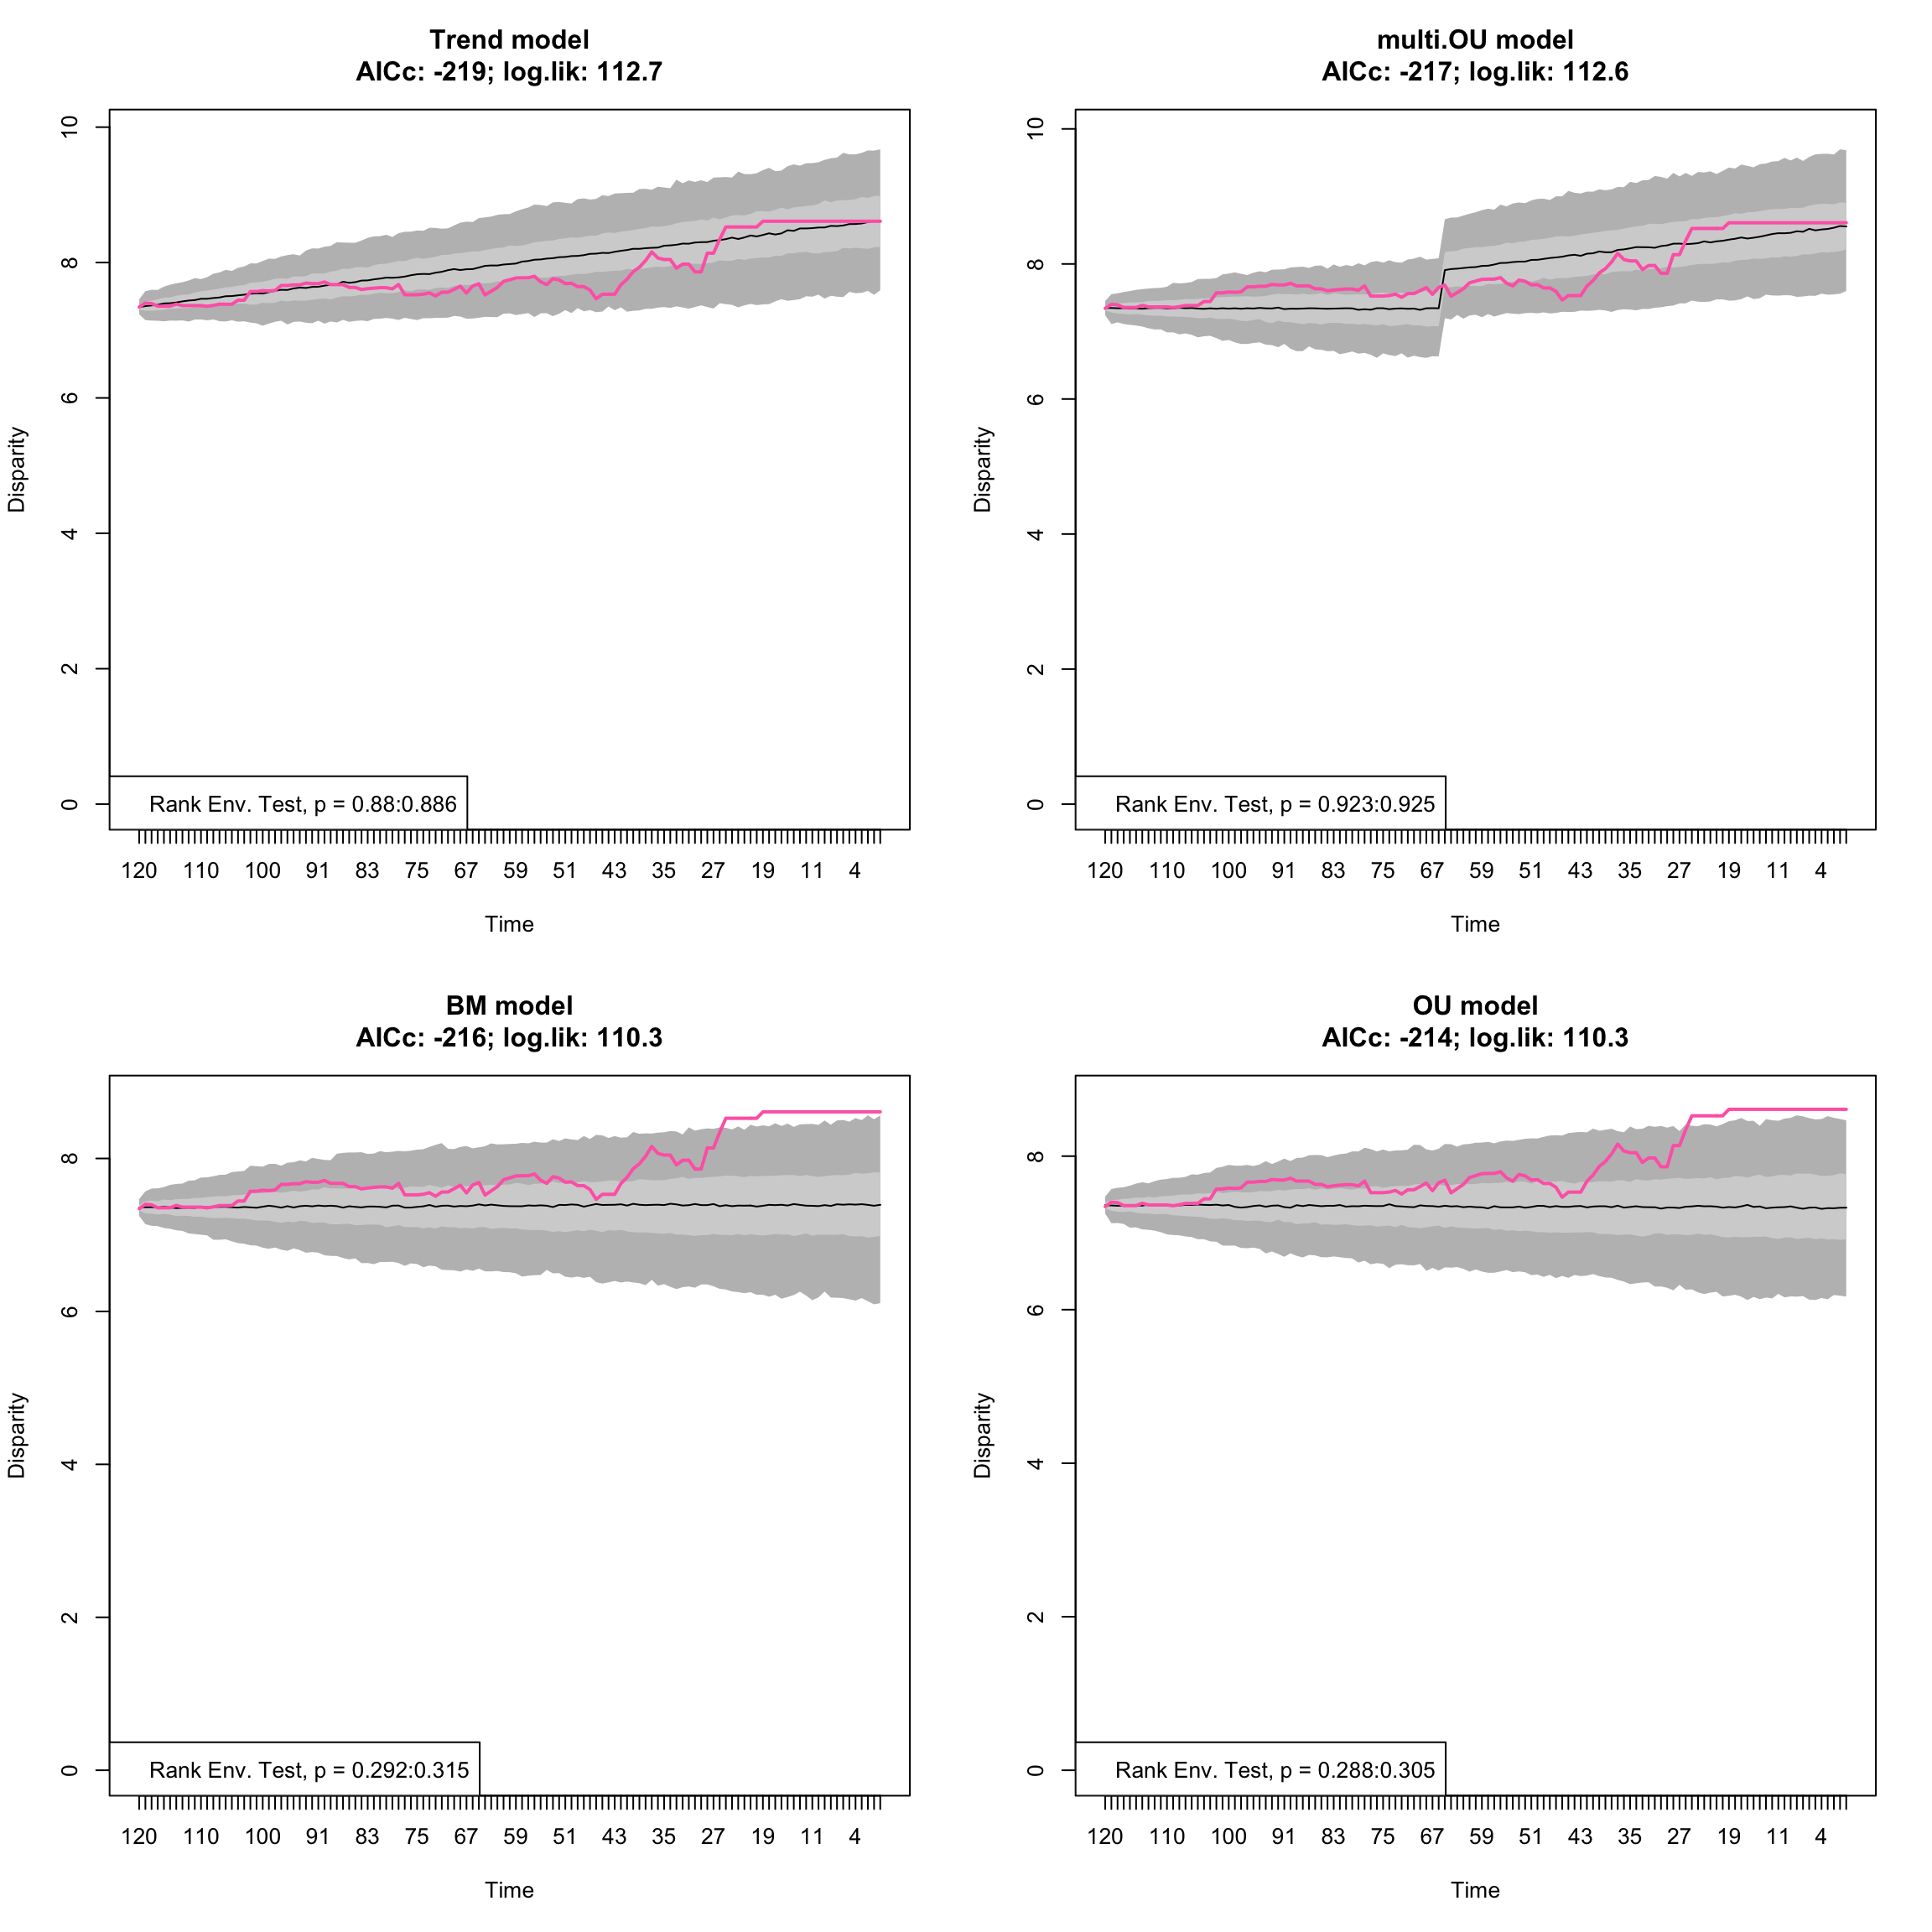 Trend model
AICc: -219; log.lik: 112.7
Disparity
10
8
6
4
2
0
Rank Env. Test, p = 0.88:0.886
120 110 100 91 83 75 67 59 51 43 35 27 19 11 4
Time
multi.OU model
AICc: -217; log.lik: 112.6
Disparity
10
8
6
4
2
0
Rank Env. Test, p = 0.923:0.925
120 110 100 91 83 75 67 59 51 43 35 27 19 11 4
Time
BM model
AICc: -216; log.lik: 110.3
Disparity
8
6
4
2
0
Rank Env. Test, p = 0.292:0.315
120 110 100 91 83 75 67 59 51 43 35 27 19 11 4
Time
OU model
AICc: -214; log.lik: 110.3
Disparity
8
6
4
2
0
Rank Env. Test, p = 0.288:0.305
120 110 100 91 83 75 67 59 51 43 35 27 19 11 4
Time